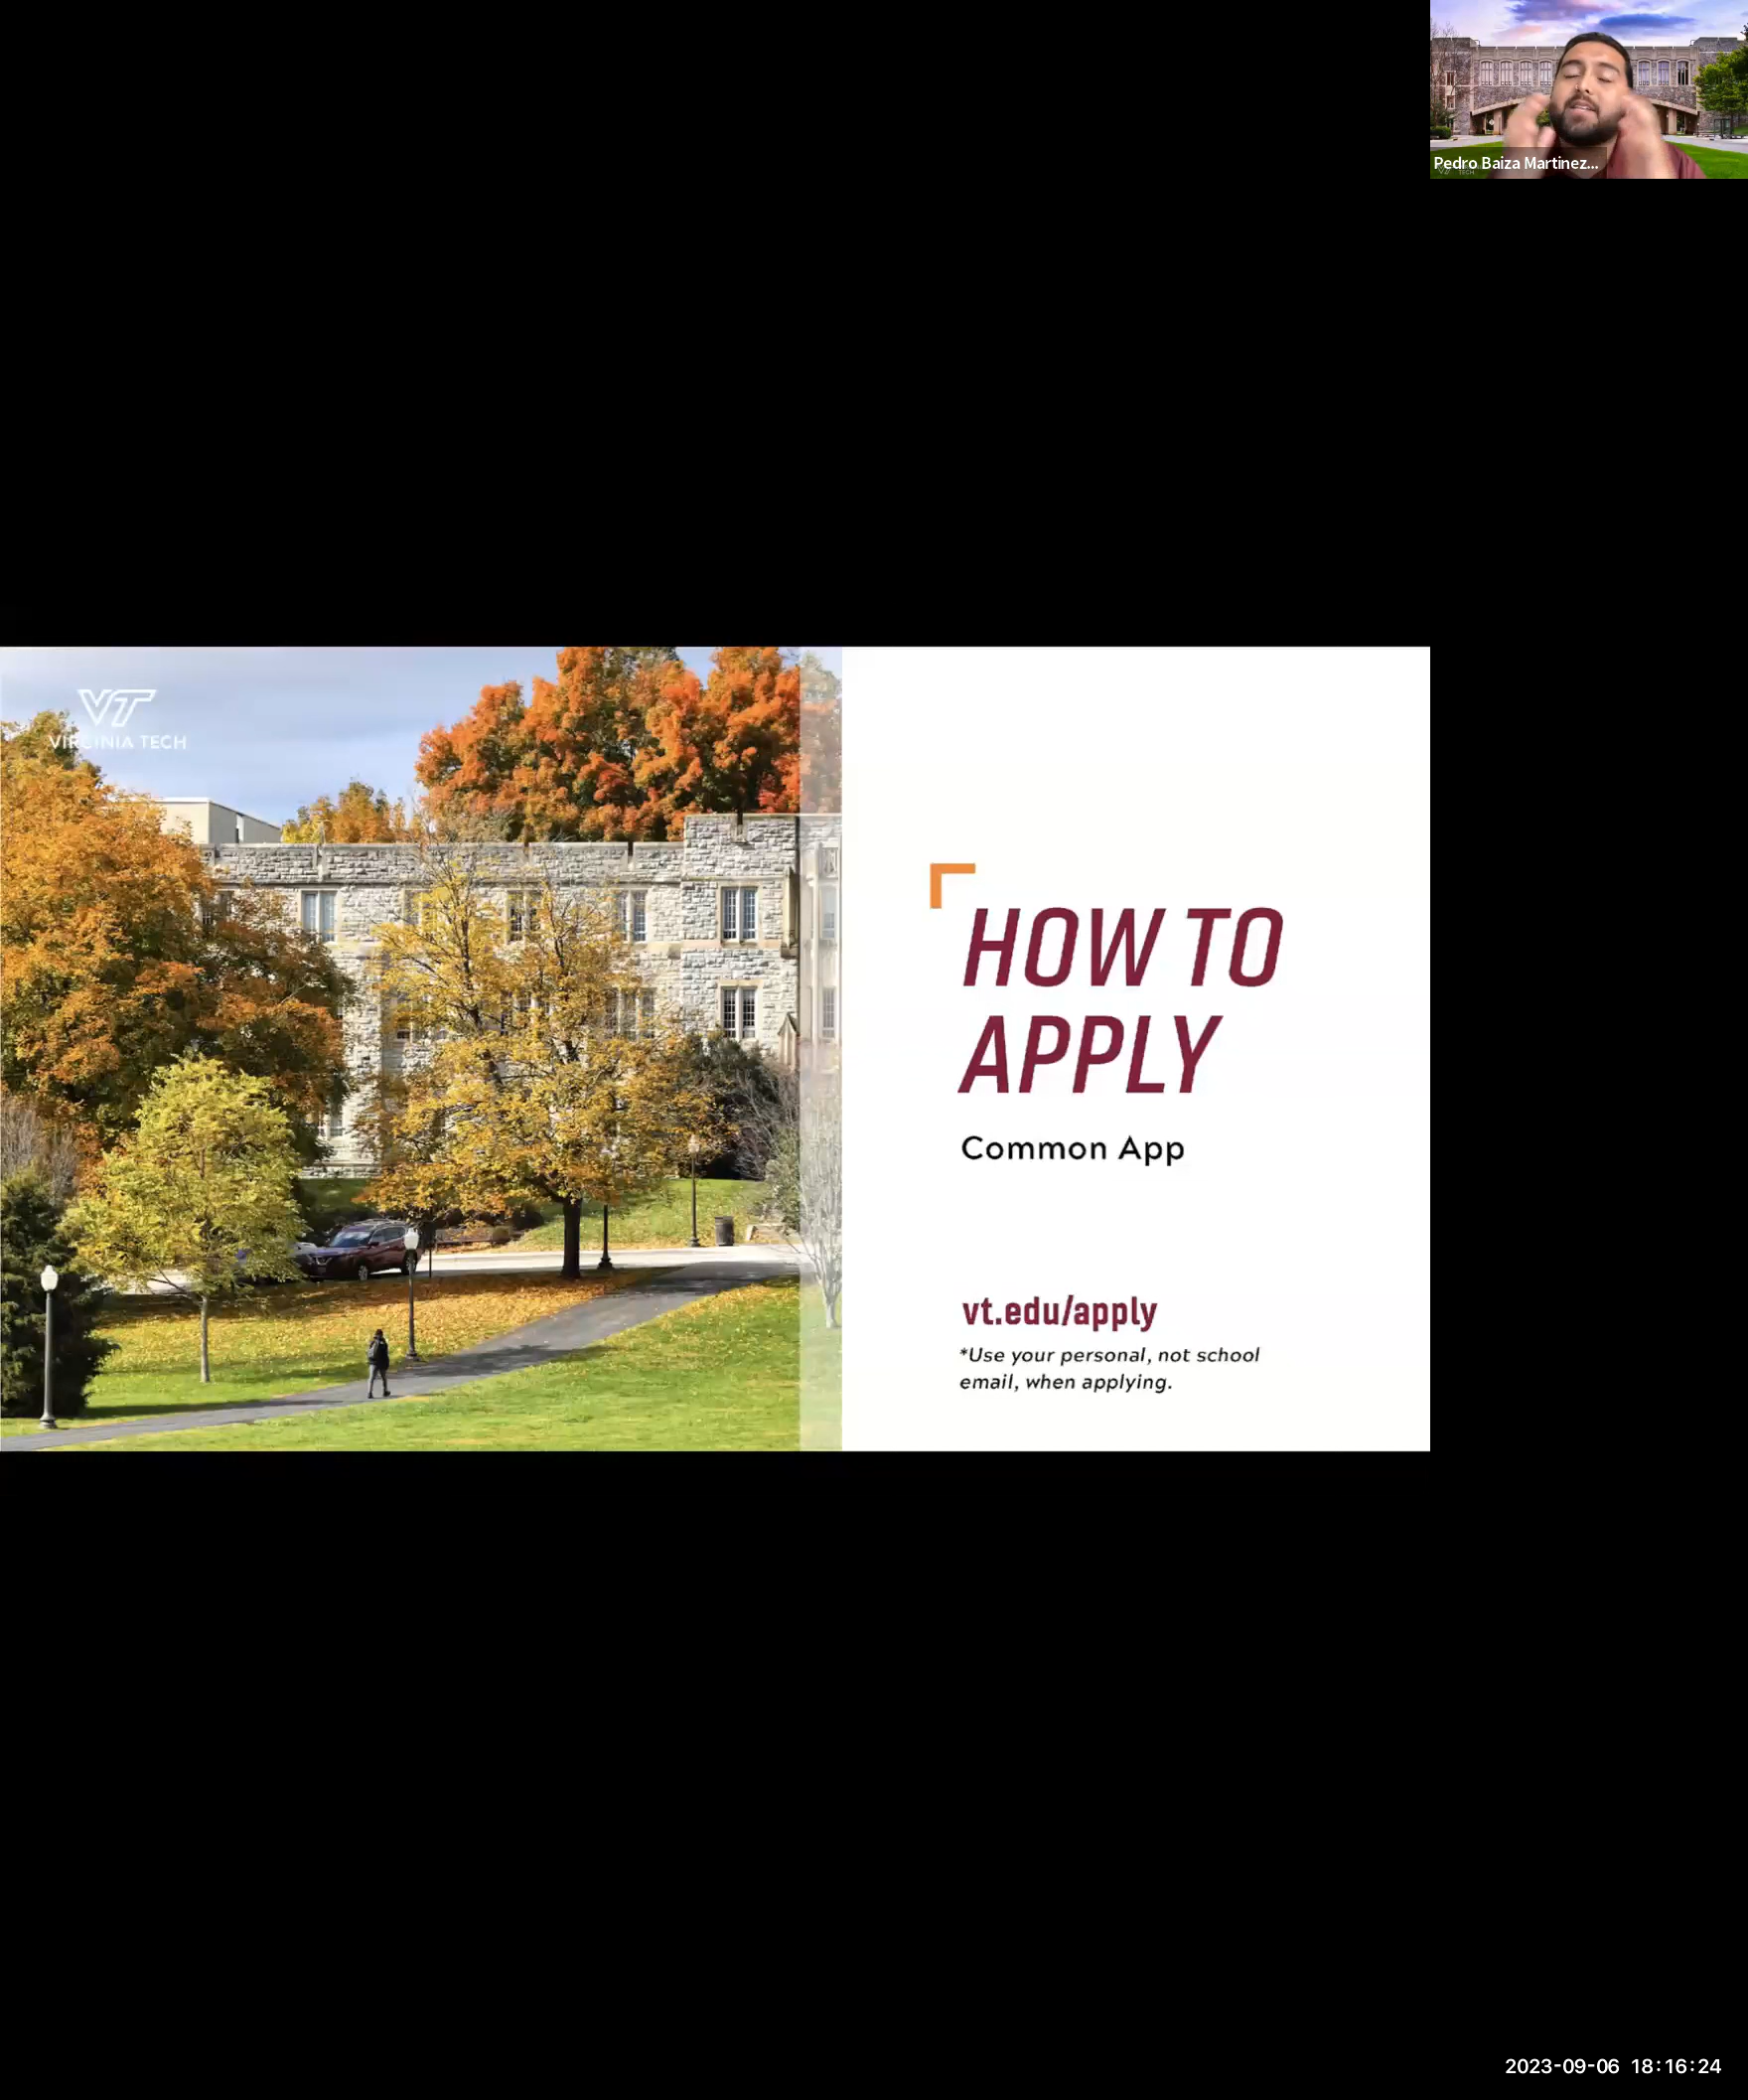 Pedro Baiza Martinez...
VT
VIRGINIA TECH
HOW TO
APPLY
Common App
vt.edu/apply
*Use your personal, not school
email, when applying.
2023-09-06 18:16:24